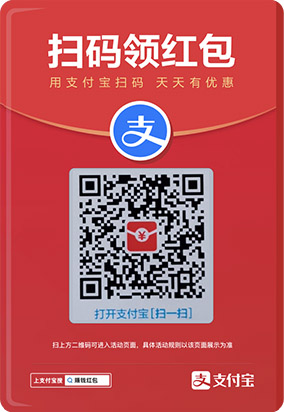 扫码领红包
用支付宝扫码 天天有优惠
支
¥
打开支付宝[扫一扫]
扫上方二维码可进入活动页面，具体活动规则以该页面展示为准
上支付宝搜 赚钱红包
支 支付宝